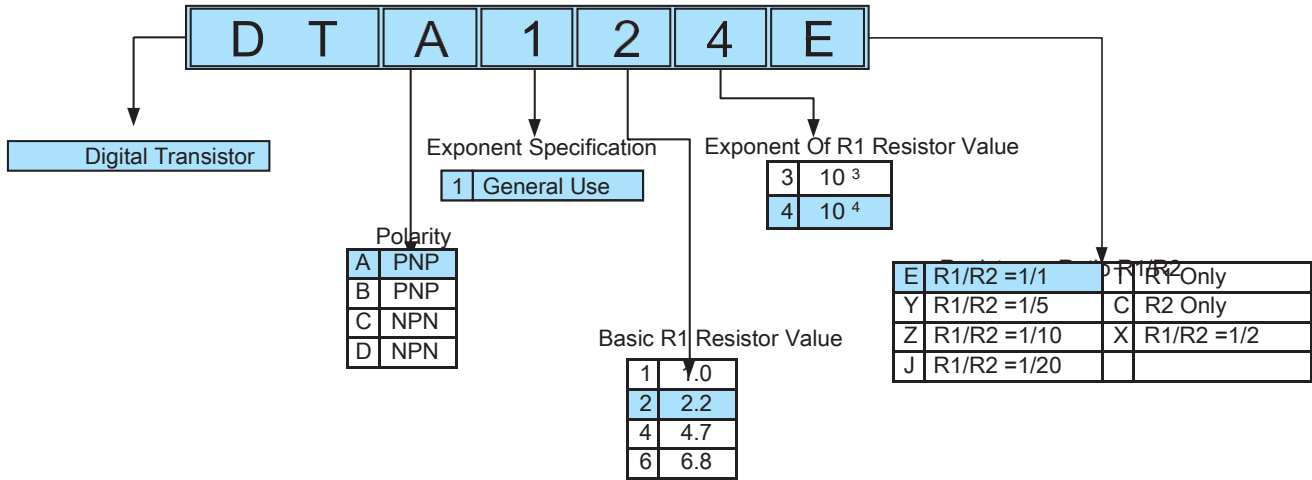 D T A 1 2 4 E
Digital Transistor
Exponent Specification
1 General Use
Exponent Of R1 Resistor Value
3 10 ³
4 10 ⁴
Polarity
A PNP
B PNP
C NPN
D NPN
Basic R1 Resistor Value
1 1.0
2 2.2
4 4.7
6 6.8
R1/R2
E R1/R2 =1/1 T R1 Only
Y R1/R2 =1/5 C R2 Only
Z R1/R2 =1/10 X R1/R2 =1/2
J R1/R2 =1/20